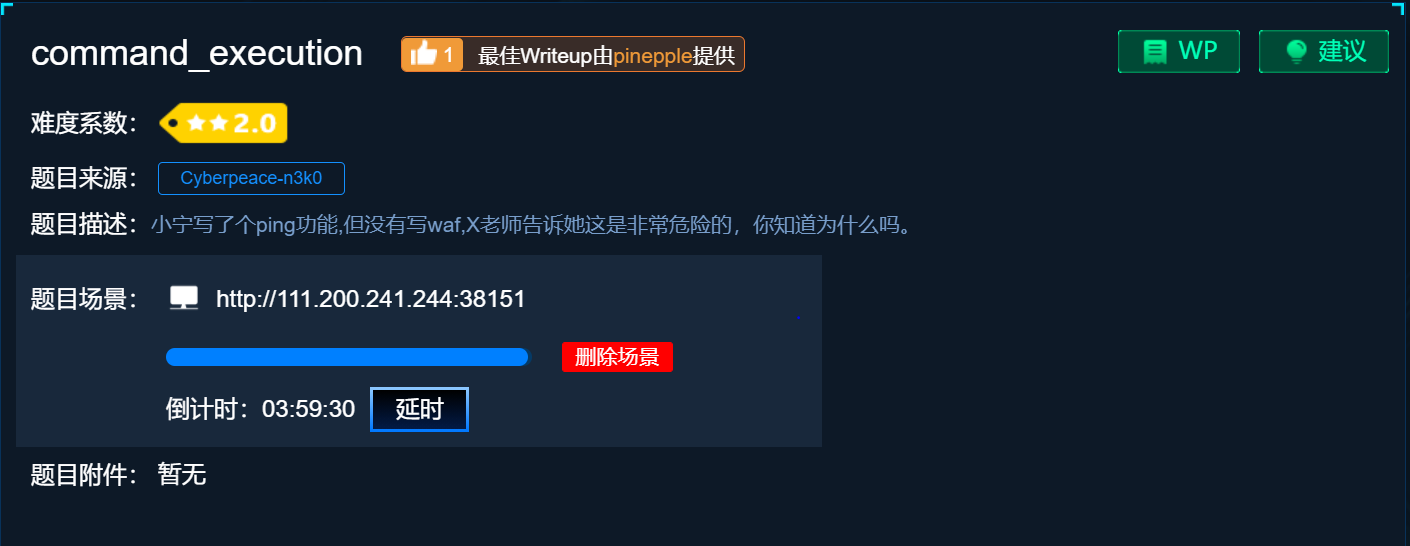 command_execution 1 最佳Writeup由pinepple提供 WP 建议
难度系数： 2.0
题目来源： Cyberpeace-n3k0
题目描述：小宁写了个ping功能,但没有写waf,X老师告诉她这是非常危险的，你知道为什么吗。
题目场景： http://111.200.241.244:38151
删除场景
倒计时：03:59:30 延时
题目附件： 暂无